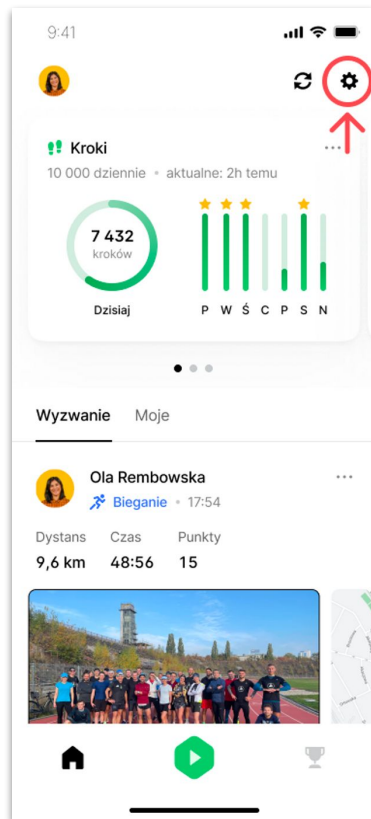 9:41
Kroki
10 000 dziennie • aktualne: 2h temu
7 432
kroków
Dzisiaj
P W Ś C P S N
Wyzwanie Moje
Ola Rembowska
Bieganie • 17:54
Dystans Czas Punkty
9,6 km 48:56 15